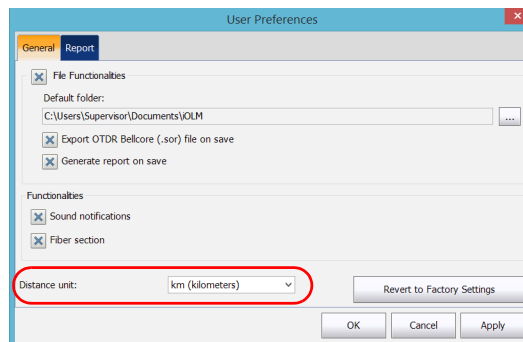 User Preferences
General Report
File Functionalities
Default folder:
C:\Users\Supervisor\Documents\iOLM
...
Export OTDR Bellcore (.sor) file on save
Generate report on save
Functionalities
Sound notifications
Fiber section
Distance unit: km (kilometers) Revert to Factory Settings
OK Cancel Apply